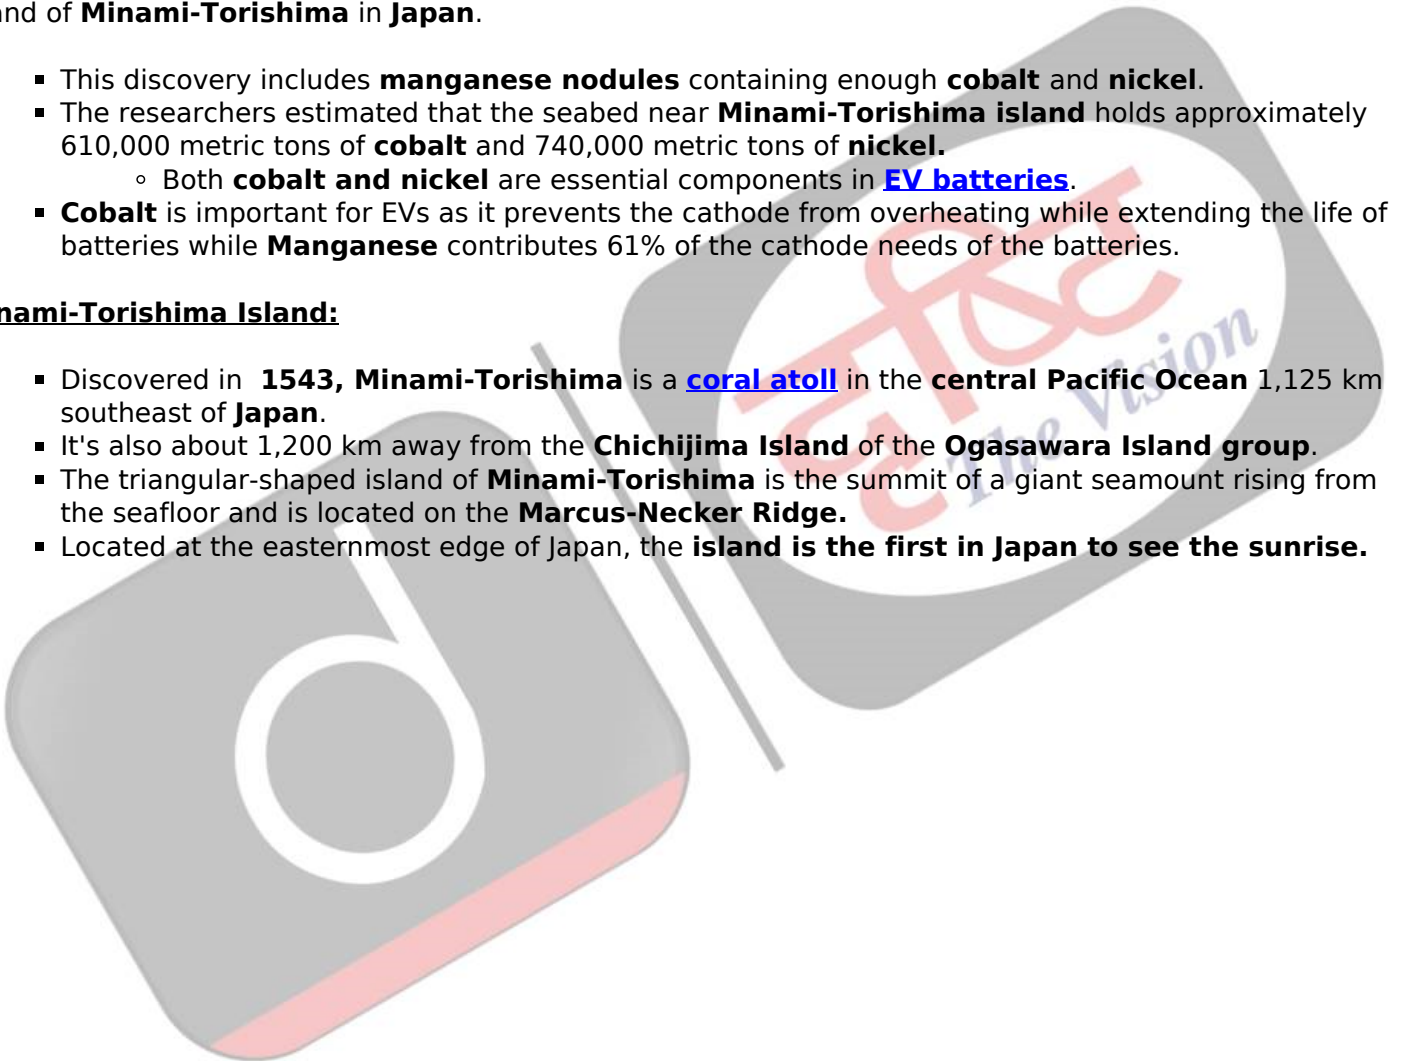 and of Minami-Torishima in Japan.
▪ This discovery includes manganese nodules containing enough cobalt and nickel.
▪ The researchers estimated that the seabed near Minami-Torishima island holds approximately
610,000 metric tons of cobalt and 740,000 metric tons of nickel.
◦ Both cobalt and nickel are essential components in EV batteries.
▪ Cobalt is important for EVs as it prevents the cathode from overheating while extending the life of
batteries while Manganese contributes 61% of the cathode needs of the batteries.
nami-Torishima Island:
▪ Discovered in 1543, Minami-Torishima is a coral atoll in the central Pacific Ocean 1,125 km
southeast of Japan.
▪ It's also about 1,200 km away from the Chichijima Island of the Ogasawara Island group.
▪ The triangular-shaped island of Minami-Torishima is the summit of a giant seamount rising from
the seafloor and is located on the Marcus-Necker Ridge.
▪ Located at the easternmost edge of Japan, the island is the first in Japan to see the sunrise.
दृष्टि
The Vision
d